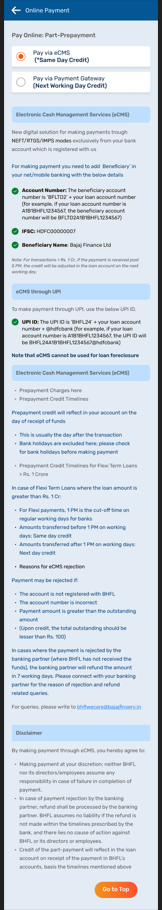 Online Payment
Pay Online: Part-Prepayment
Pay via eCMS
(*Same Day Credit)
Pay via Payment Gateway
(Next Working Day Credit)
Electronic Cash Management Services (eCMS)
New digital solution for making payments trough
NEFT/RTGS/IMPS modes exclusively from your bank
account which is registered with us
For making payment you need to add `Beneficiary` in
your net/mobile banking with the below details
Account Number: The beneficiary account
number is 'BFLTD2' + your loan account number
(for example, if your loan account number is
A1B1BHFL1234567, the beneficiary account
number will be BFLTD2A1B1BHFL1234567)
IFSC: HDFC0000007
Beneficiary Name: Bajaj Finance Ltd
Note: For transactions > Rs. 1 Cr, if the payment is received post
3 PM, the credit will be adjusted in the loan account on the next
working day.
eCMS through UPI
To make payment through UPI, use the below UPI ID.
UPI ID: The UPI ID is 'BHFL24' + your loan account
number + @hdfcbank (for example, if your loan
account number is A1B1BHFL1234567, the UPI ID will
be BHFL24A1B1BHFL1234567@hdfcbank)
Note that eCMS cannot be used for loan foreclosure
Electronic Cash Management Services (eCMS)
Prepayment Charges here
Prepayment Credit Timelines
Prepayment credit will reflect in your account on the
day of receipt of funds
This is usually the day after the transaction
Bank holidays are excluded here; please check
for bank holidays before making payment
Prepayment Credit Timelines for Flexi Term Loans
> Rs. 1 Crore
In case of Flexi Term Loans where the loan amount is
greater than Rs. 1 Cr:
For Flexi payments, 1 PM is the cut-off time on
regular working days for banks
Amounts transferred before 1 PM on working
days: Same day credit
Amounts transferred after 1 PM on working days:
Next day credit
Reasons for eCMS rejection
Payment may be rejected if:
The account is not registered with BHFL
The account number is incorrect
Payment amount is greater than the outstanding
amount
(Upon credit, the total outstanding should be
lesser than Rs. 100)
In cases where the payment is rejected by the
banking partner (where BHFL has not received the
funds), the banking partner will refund the amount
in 7 working days. Please connect with your banking
partner for the reason of rejection and refund
related queries.
For queries, please write to bhflwecare@bajajfinserv.in
Disclaimer
By making payment through eCMS, you hereby agree to:
Making payment at your discretion; neither BHFL
nor its directors/employees assume any
responsibility in case of failure in completion of
payment.
In case of payment rejection by the banking
partner, refund shall be processed by the banking
partner. BHFL assumes no liability if the refund is
not made within the timelines prescribed by the
bank, and there lies no cause of action against
BHFL or its directors or employees.
Credit of the part-payment will reflect in the loan
account on receipt of the payment in BHFL's
accounts, basis the timelines mentioned above
Go to Top